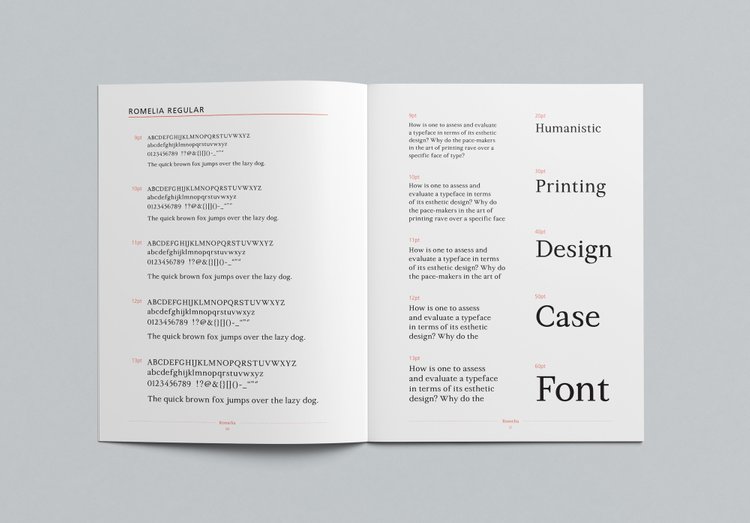 ROMELIA REGULAR
9pt
ABCDEFGHIJKLMNOPQRSTUVWXYZ
abcdefghijklmnopqrstuvwxyz
0123456789 !?@&{}[]()-_“”‘’
The quick brown fox jumps over the lazy dog.
10pt
ABCDEFGHIJKLMNOPQRSTUVWXYZ
abcdefghijklmnopqrstuvwxyz
0123456789 !?@&{}[]()-_“”‘’
The quick brown fox jumps over the lazy dog.
11pt
ABCDEFGHIJKLMNOPQRSTUVWXYZ
abcdefghijklmnopqrstuvwxyz
0123456789 !?@&{}[]()-_“”‘’
The quick brown fox jumps over the lazy dog.
12pt
ABCDEFGHIJKLMNOPQRSTUVWXYZ
abcdefghijklmnopqrstuvwxyz
0123456789 !?@&{}[]()-_“”‘’
The quick brown fox jumps over the lazy dog.
13pt
ABCDEFGHIJKLMNOPQRSTUVWXYZ
abcdefghijklmnopqrstuvwxyz
0123456789 !?@&{}[]()-_“”‘’
The quick brown fox jumps over the lazy dog.
Romelia
9pt
How is one to assess and evaluate
a typeface in terms of its esthetic
design? Why do the pace-makers
in the art of printing rave over a
specific face of type?
10pt
How is one to assess and
evaluate a typeface in terms
of its esthetic design? Why do
the pace-makers in the art of
printing rave over a specific face
11pt
How is one to assess and
evaluate a typeface in terms
of its esthetic design? Why do
the pace-makers in the art of
12pt
How is one to assess
and evaluate a typeface
in terms of its esthetic
design? Why do the
13pt
How is one to assess
and evaluate a typeface
in terms of its esthetic
design? Why do the
20pt
Humanistic
30pt
Printing
40pt
Design
50pt
Case
60pt
Font
Romelia